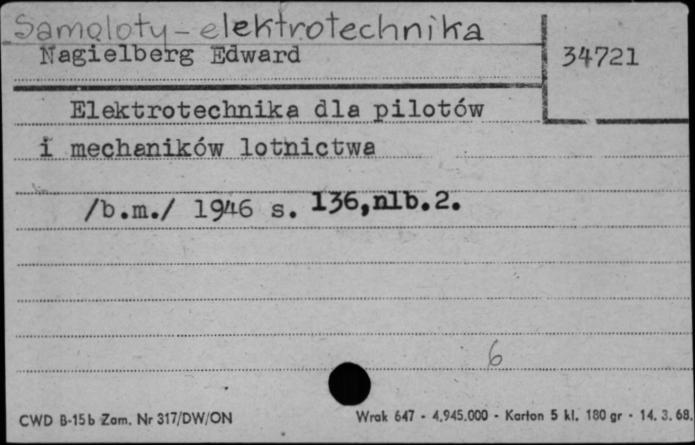 Samoloty - elektrotechnika
Nagielberg Edward
34721
Elektrotechnika dla pilotów
i mechaników lotnictwa
/b.m./ 1946 s. 136,nlb.2.
6
CWD B-15b Zam. Nr 317/DW/ON
Wrak 647 - 4.945.000 - Karton 5 kl. 180 gr - 14. 3. 68.